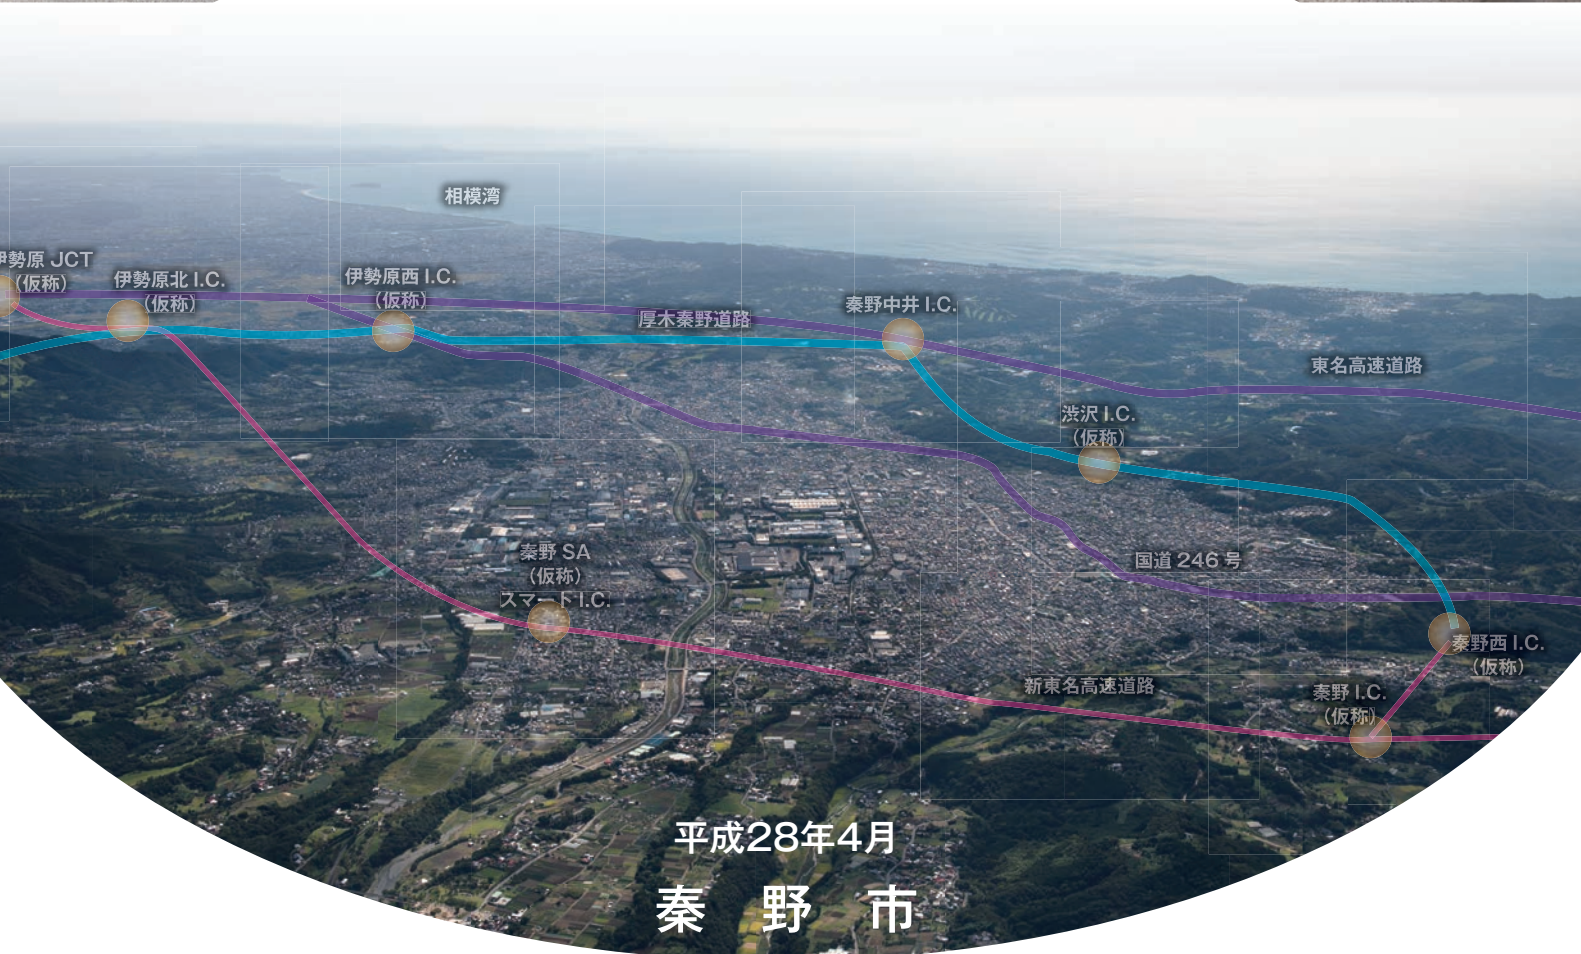 相模湾
伊勢原 JCT
(仮称)
伊勢原北 I.C.
(仮称)
伊勢原西 I.C.
(仮称)
厚木秦野道路
秦野中井 I.C.
東名高速道路
渋沢 I.C.
(仮称)
秦野 SA
(仮称)
スマート I.C.
国道 246 号
秦野西 I.C.
(仮称)
新東名高速道路
秦野 I.C.
(仮称)
平成28年4月
秦 野 市